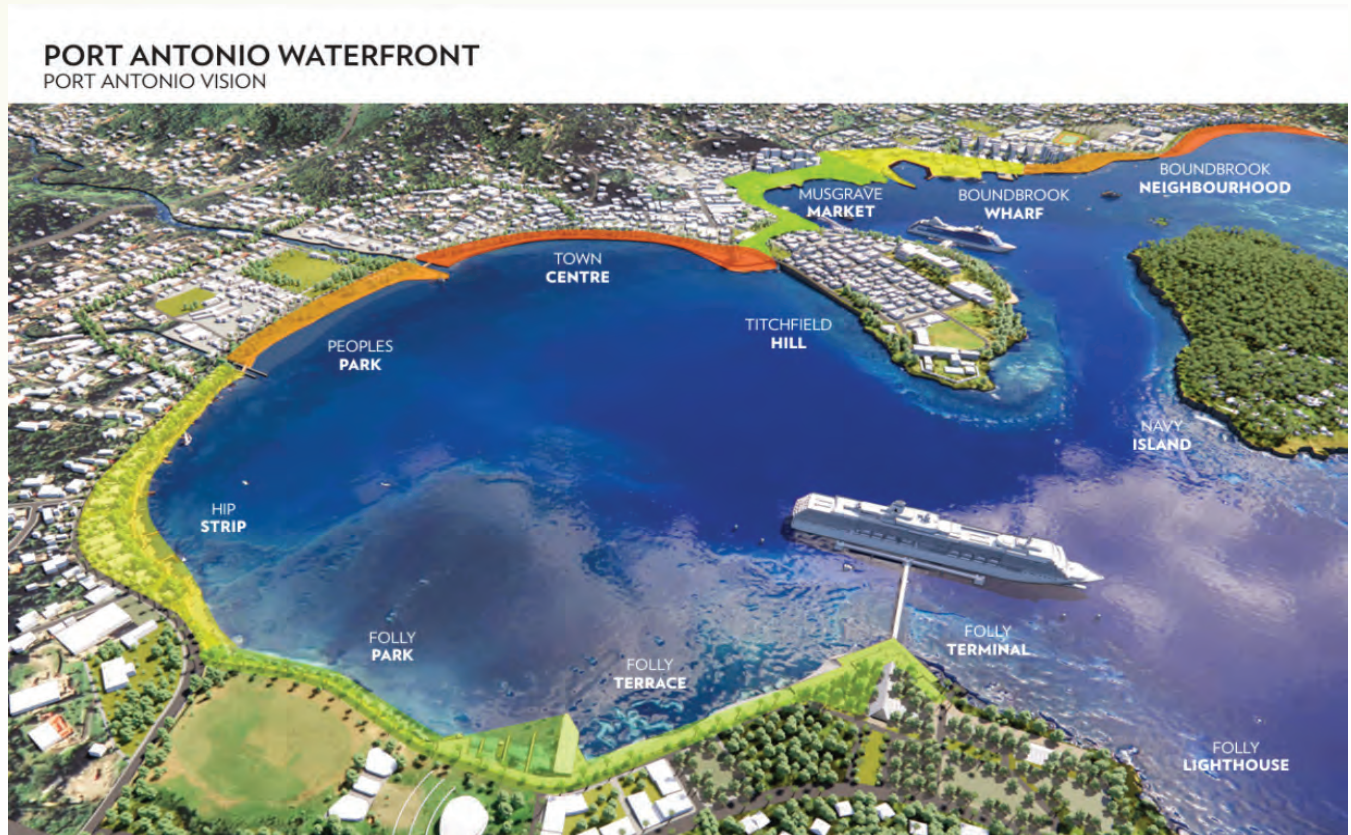 PORT ANTONIO WATERFRONT
PORT ANTONIO VISION
BOUNDBROOK
NEIGHBOURHOOD
MUSGRAVE
MARKET
BOUNDBROOK
WHARF
TOWN
CENTRE
TITCHFIELD
HILL
PEOPLES
PARK
NAVY
ISLAND
HIP
STRIP
FOLLY
PARK
FOLLY
TERRACE
FOLLY
TERMINAL
FOLLY
LIGHTHOUSE